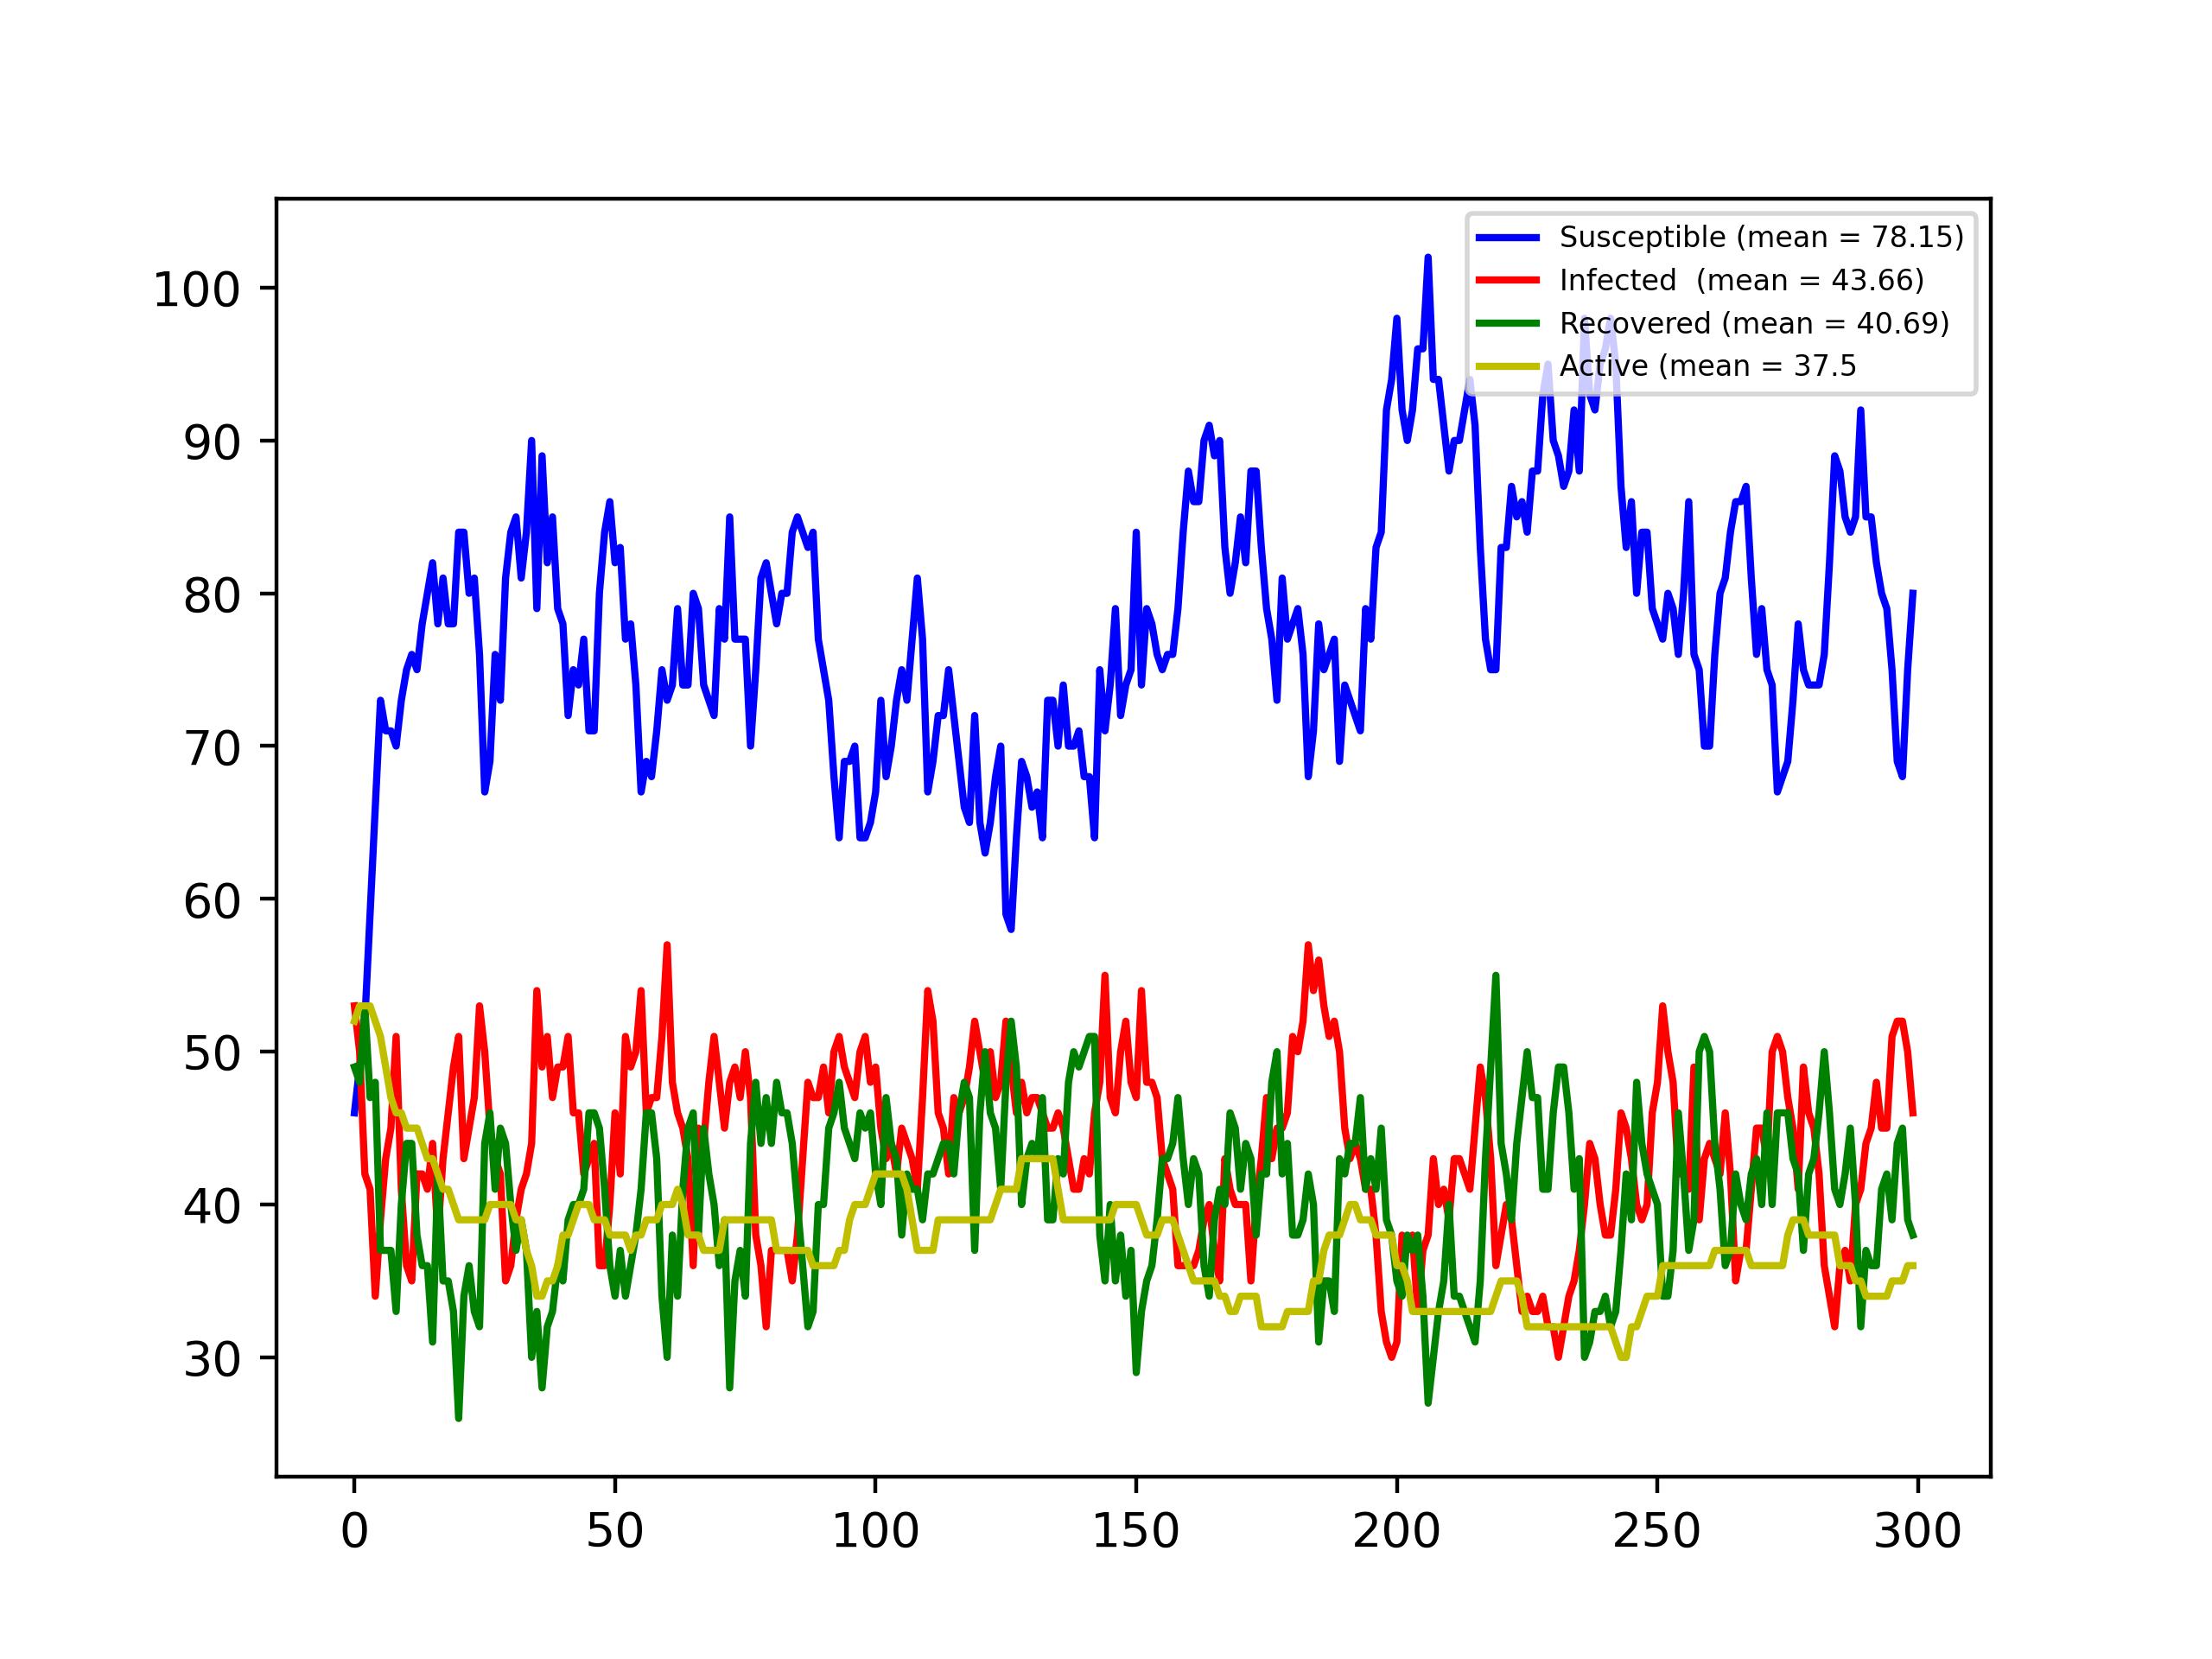 Susceptible (mean = 78.15)
Infected  (mean = 43.66)
Recovered (mean = 40.69)
Active (mean = 37.5
100
90
80
70
60
50
40
30
0 50 100 150 200 250 300